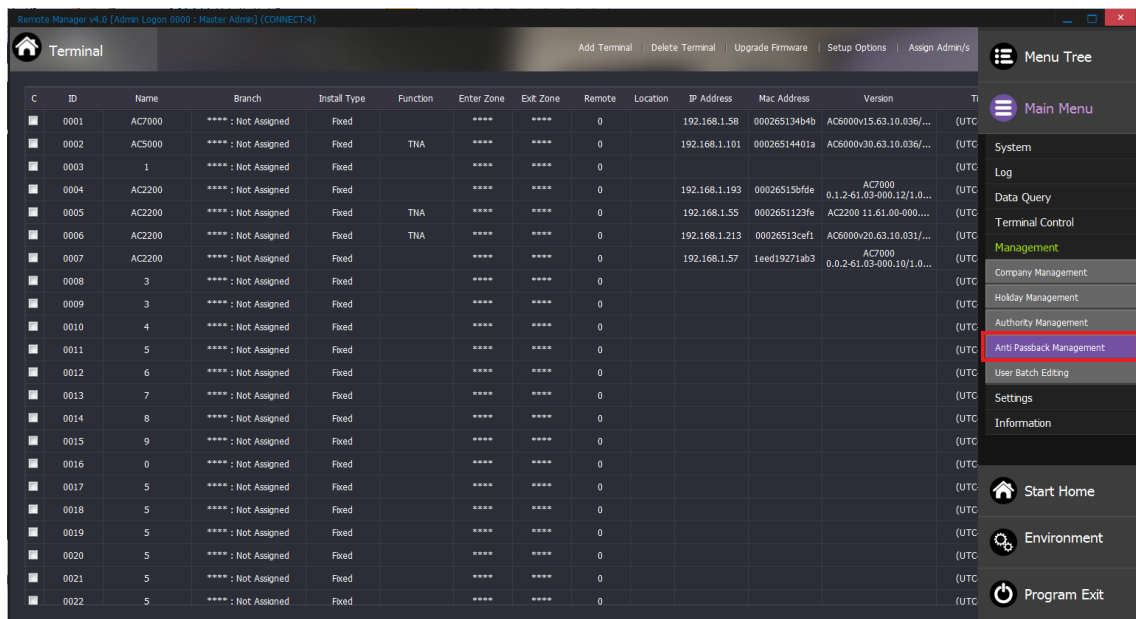 Remote Manager v4.0 [Admin Logon 0000 : Master Admin] (CONNECT:4)
Terminal
Add Terminal | Delete Terminal | Upgrade Firmware | Setup Options | Assign Admin/s
C ID Name Branch Install Type Function Enter Zone Exit Zone Remote Location IP Address Mac Address Version Ti
0001 AC7000 **** : Not Assigned Fixed **** **** 0 192.168.1.58 000265134b4b AC6000v15.63.10.036/... (UTC
0002 AC5000 **** : Not Assigned Fixed TNA **** **** 0 192.168.1.101 00026514401a AC6000v30.63.10.036/... (UTC
0003 1 **** : Not Assigned Fixed **** **** 0 (UTC
0004 AC2200 **** : Not Assigned Fixed **** **** 0 192.168.1.193 00026515bfde AC7000 0.1.2-61.03-000.12/1.0... (UTC
0005 AC2200 **** : Not Assigned Fixed TNA **** **** 0 192.168.1.55 0002651123fe AC2200 11.61.00-000.... (UTC
0006 AC2200 **** : Not Assigned Fixed TNA **** **** 0 192.168.1.213 00026513cef1 AC6000v20.63.10.031/... (UTC
0007 AC2200 **** : Not Assigned Fixed **** **** 0 192.168.1.57 1eed19271ab3 AC7000 0.0.2-61.03-000.10/1.0... (UTC
0008 3 **** : Not Assigned Fixed **** **** 0 (UTC
0009 3 **** : Not Assigned Fixed **** **** 0 (UTC
0010 4 **** : Not Assigned Fixed **** **** 0 (UTC
0011 5 **** : Not Assigned Fixed **** **** 0 (UTC
0012 6 **** : Not Assigned Fixed **** **** 0 (UTC
0013 7 **** : Not Assigned Fixed **** **** 0 (UTC
0014 8 **** : Not Assigned Fixed **** **** 0 (UTC
0015 9 **** : Not Assigned Fixed **** **** 0 (UTC
0016 0 **** : Not Assigned Fixed **** **** 0 (UTC
0017 5 **** : Not Assigned Fixed **** **** 0 (UTC
0018 5 **** : Not Assigned Fixed **** **** 0 (UTC
0019 5 **** : Not Assigned Fixed **** **** 0 (UTC
0020 5 **** : Not Assigned Fixed **** **** 0 (UTC
0021 5 **** : Not Assigned Fixed **** **** 0 (UTC
0022 5 **** : Not Assigned Fixed **** **** 0 (UTC
Menu Tree
Main Menu
System
Log
Data Query
Terminal Control
Management
Company Management
Holiday Management
Authority Management
Anti Passback Management
User Batch Editing
Settings
Information
Start Home
Environment
Program Exit